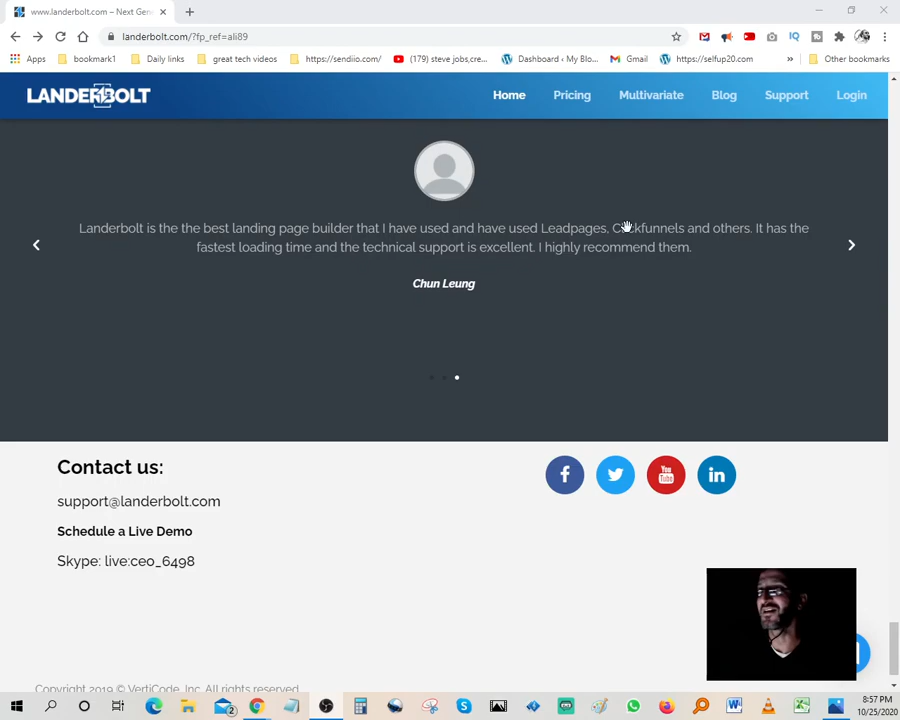 www.landerbolt.com – Next Gen
landerbolt.com/?fp_ref=ali89
Apps bookmark1 Daily links great tech videos https://sendiio.com/ (179) steve jobs,cre... Dashboard ‹ My Blo... Gmail https://selfup20.com » Other bookmarks
LANDERBOLT Home Pricing Multivariate Blog Support Login
Landerbolt is the the best landing page builder that I have used and have used Leadpages, Clickfunnels and others. It has the
fastest loading time and the technical support is excellent. I highly recommend them.
Chun Leung
Contact us:
support@landerbolt.com
Schedule a Live Demo
Skype: live:ceo_6498
Copyright 2019 © VertiCode, Inc. All rights reserved.
8:57 PM
10/25/2020